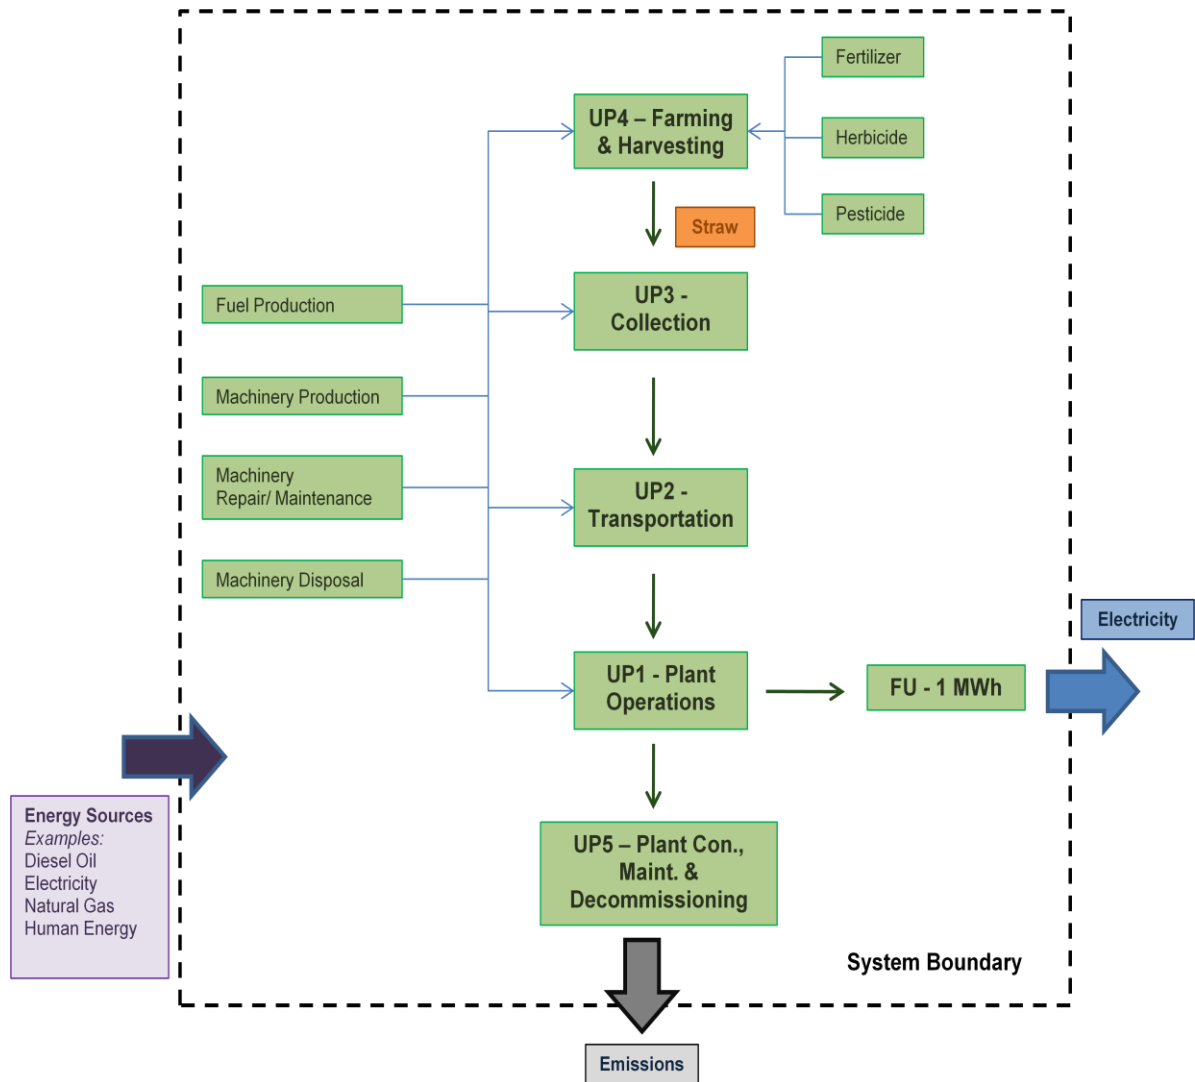 Fertilizer
UP4 – Farming
& Harvesting
Herbicide
Pesticide
Straw
UP3 -
Collection
Fuel Production
Machinery Production
Machinery
Repair/ Maintenance
UP2 -
Transportation
Machinery Disposal
Electricity
UP1 - Plant
Operations
FU - 1 MWh
Energy Sources
Examples:
Diesel Oil
Electricity
Natural Gas
Human Energy
UP5 – Plant Con.,
Maint. &
Decommissioning
System Boundary
Emissions